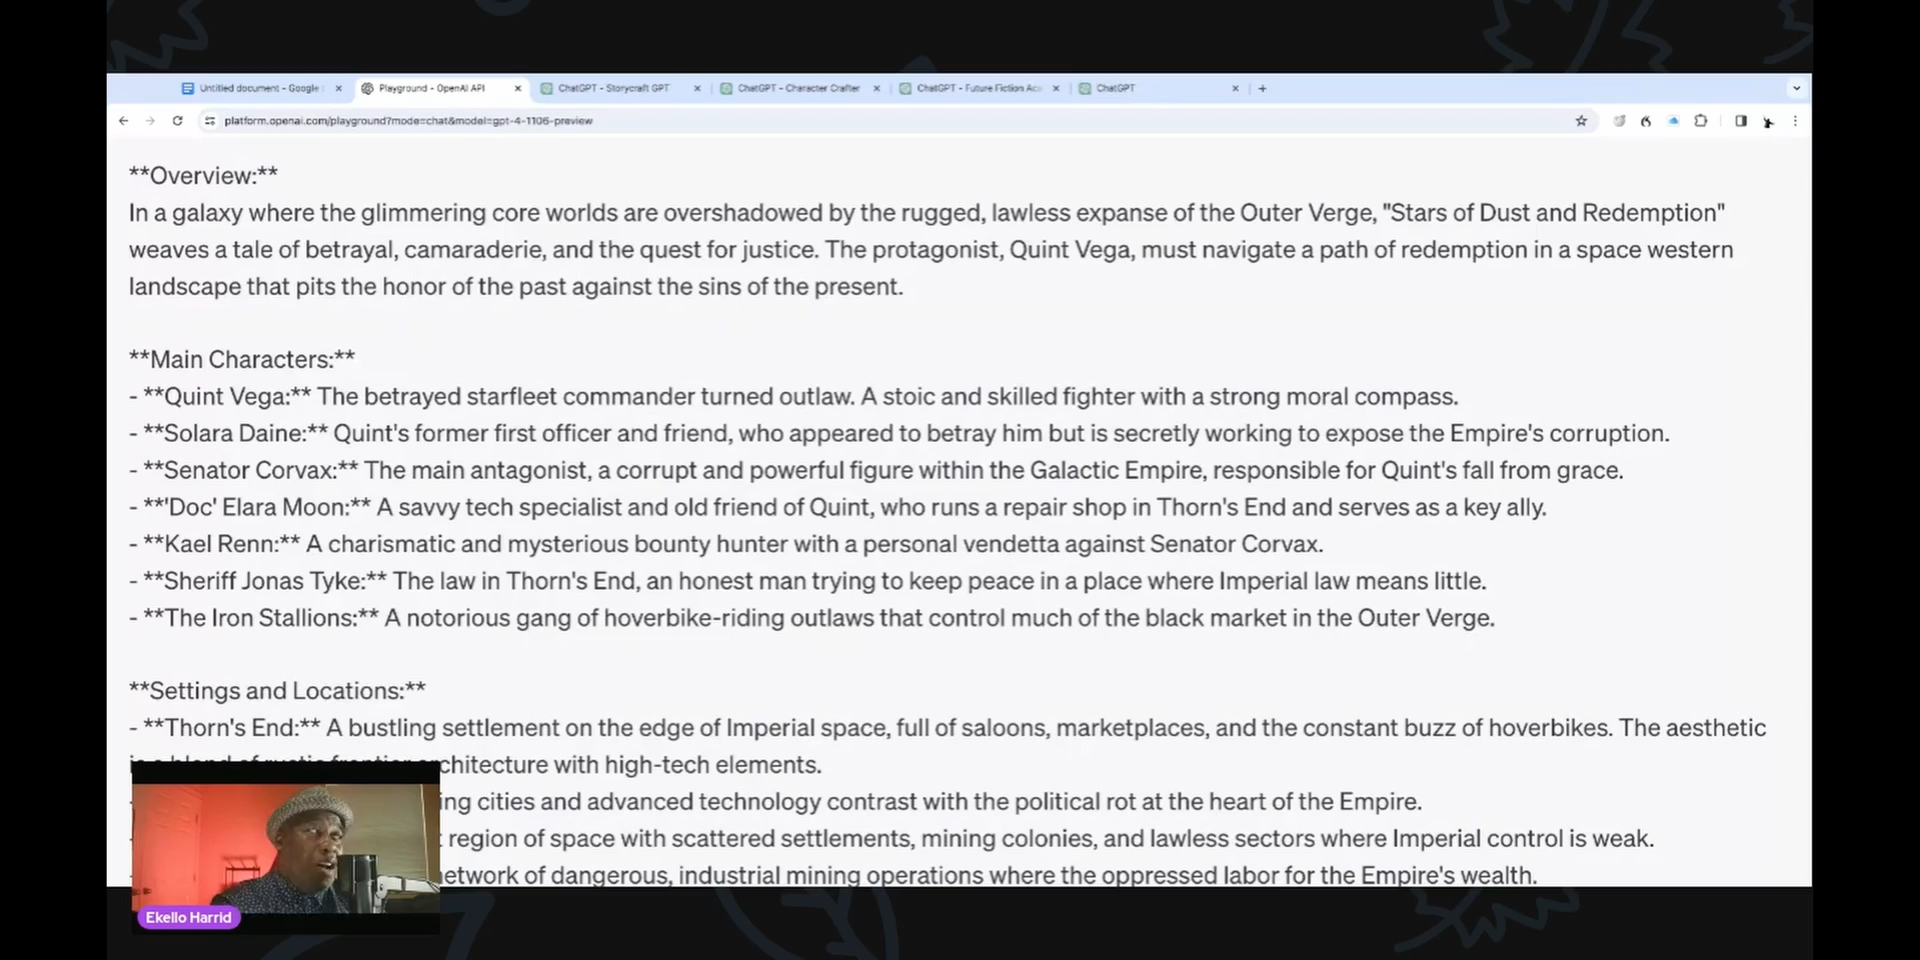 Untitled document - Google
Playground - OpenAI API
ChatGPT - Storycraft GPT
ChatGPT - Character Crafter
ChatGPT - Future Fiction Aca
ChatGPT
platform.openai.com/playground?mode=chat&model=gpt-4-1106-preview
**Overview:**
In a galaxy where the glimmering core worlds are overshadowed by the rugged, lawless expanse of the Outer Verge, "Stars of Dust and Redemption"
weaves a tale of betrayal, camaraderie, and the quest for justice. The protagonist, Quint Vega, must navigate a path of redemption in a space western
landscape that pits the honor of the past against the sins of the present.
**Main Characters:**
- **Quint Vega:** The betrayed starfleet commander turned outlaw. A stoic and skilled fighter with a strong moral compass.
- **Solara Daine:** Quint's former first officer and friend, who appeared to betray him but is secretly working to expose the Empire's corruption.
- **Senator Corvax:** The main antagonist, a corrupt and powerful figure within the Galactic Empire, responsible for Quint's fall from grace.
- **'Doc' Elara Moon:** A savvy tech specialist and old friend of Quint, who runs a repair shop in Thorn's End and serves as a key ally.
- **Kael Renn:** A charismatic and mysterious bounty hunter with a personal vendetta against Senator Corvax.
- **Sheriff Jonas Tyke:** The law in Thorn's End, an honest man trying to keep peace in a place where Imperial law means little.
- **The Iron Stallions:** A notorious gang of hoverbike-riding outlaws that control much of the black market in the Outer Verge.
**Settings and Locations:**
- **Thorn's End:** A bustling settlement on the edge of Imperial space, full of saloons, marketplaces, and the constant buzz of hoverbikes. The aesthetic
is a blend of rustic frontier architecture with high-tech elements.
ing cities and advanced technology contrast with the political rot at the heart of the Empire.
region of space with scattered settlements, mining colonies, and lawless sectors where Imperial control is weak.
etwork of dangerous, industrial mining operations where the oppressed labor for the Empire's wealth.
Ekello Harrid